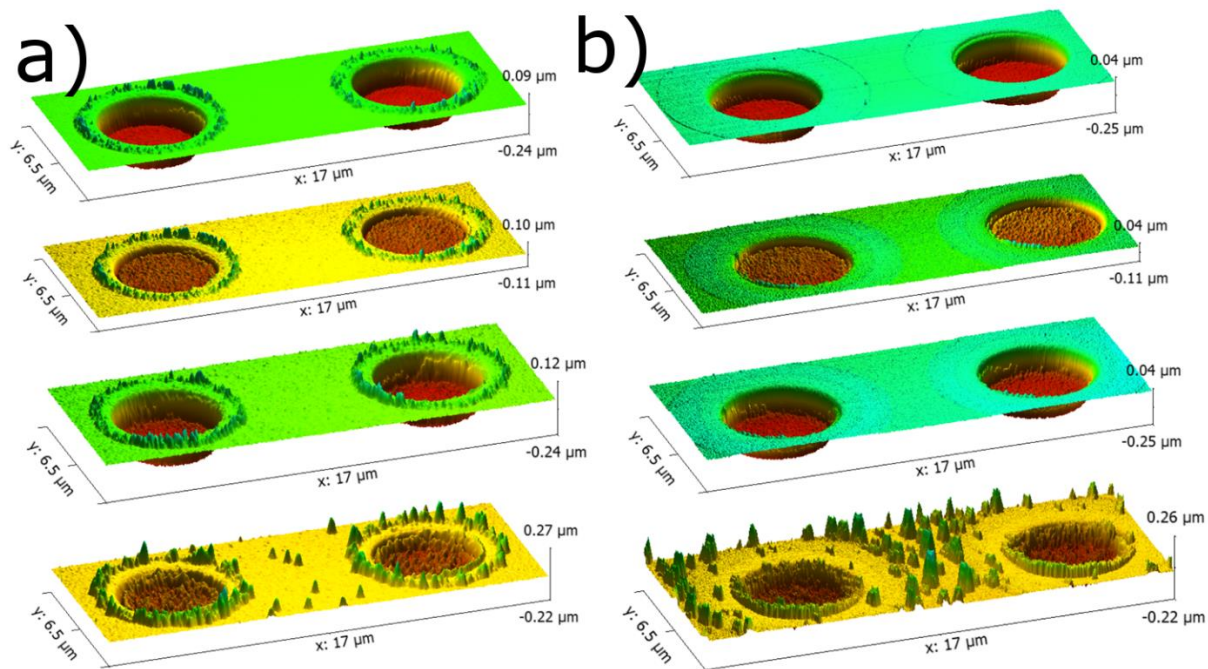 a)
0.09 µm
-0.24 µm
x: 17 µm
y: 6.5 µm
0.10 µm
-0.11 µm
x: 17 µm
y: 6.5 µm
0.12 µm
-0.24 µm
x: 17 µm
y: 6.5 µm
0.27 µm
-0.22 µm
x: 17 µm
y: 6.5 µm
b)
0.04 µm
-0.25 µm
x: 17 µm
y: 6.5 µm
0.04 µm
-0.11 µm
x: 17 µm
y: 6.5 µm
0.04 µm
-0.25 µm
x: 17 µm
y: 6.5 µm
0.26 µm
-0.22 µm
x: 17 µm
y: 6.5 µm